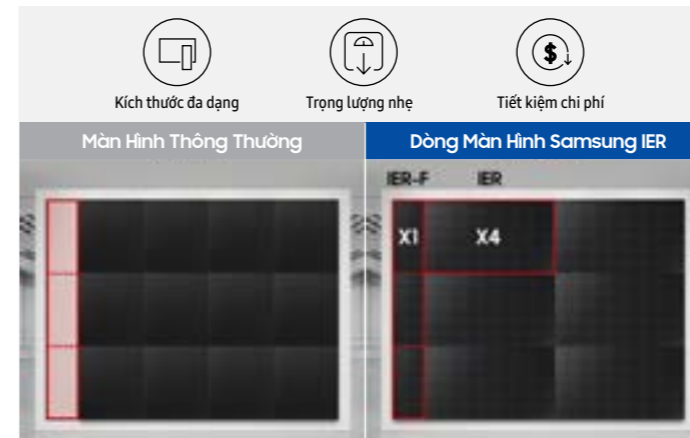 Kích thước đa dạng
Trọng lượng nhẹ
Tiết kiệm chi phí
Màn Hình Thông Thường
Dòng Màn Hình Samsung IER
IER-F
IER
X1
X4